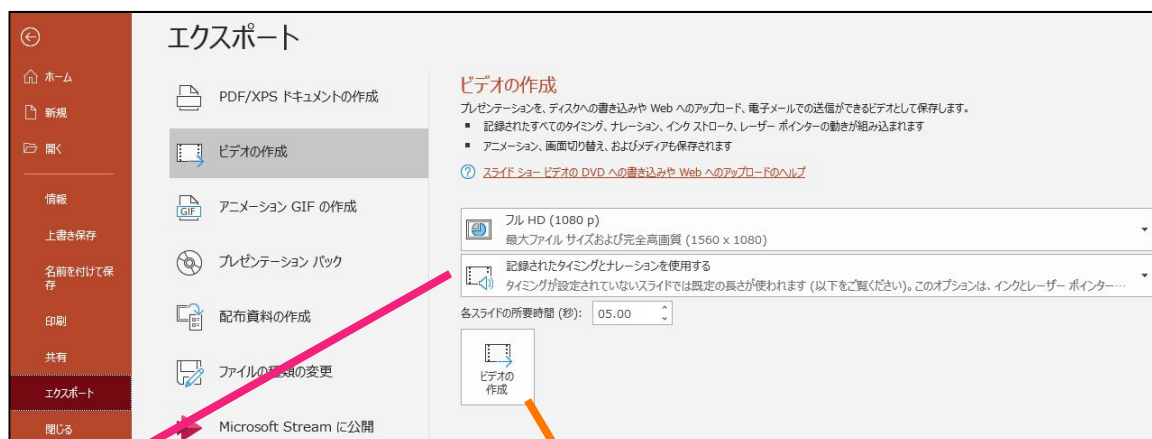 エクスポート
ホーム
新規
開く
情報
上書き保存
名前を付けて保
存
印刷
共有
エクスポート
閉じる
PDF/XPS ドキュメントの作成
ビデオの作成
GIF
アニメーション GIF の作成
プレゼンテーション パック
配布資料の作成
ファイルの種類の変更
Microsoft Stream に公開
ビデオの作成
プレゼンテーションを、ディスクへの書き込みや Web へのアップロード、電子メールでの送信ができるビデオとして保存します。
■ 記録されたすべてのタイミング、ナレーション、インク ストローク、レーザー ポインターの動きが組み込まれます
■ アニメーション、画面切り替え、およびメディアも保存されます
? スライド ショー ビデオの DVD への書き込みや Web へのアップロードのヘルプ
フル HD (1080 p)
最大ファイル サイズおよび完全高画質 (1560 x 1080)
記録されたタイミングとナレーションを使用する
タイミングが設定されていないスライドでは既定の長さが使われます (以下をご覧ください)。このオプションは、インクとレーザー ポインター…
各スライドの所要時間 (秒): 05.00
ビデオの
作成